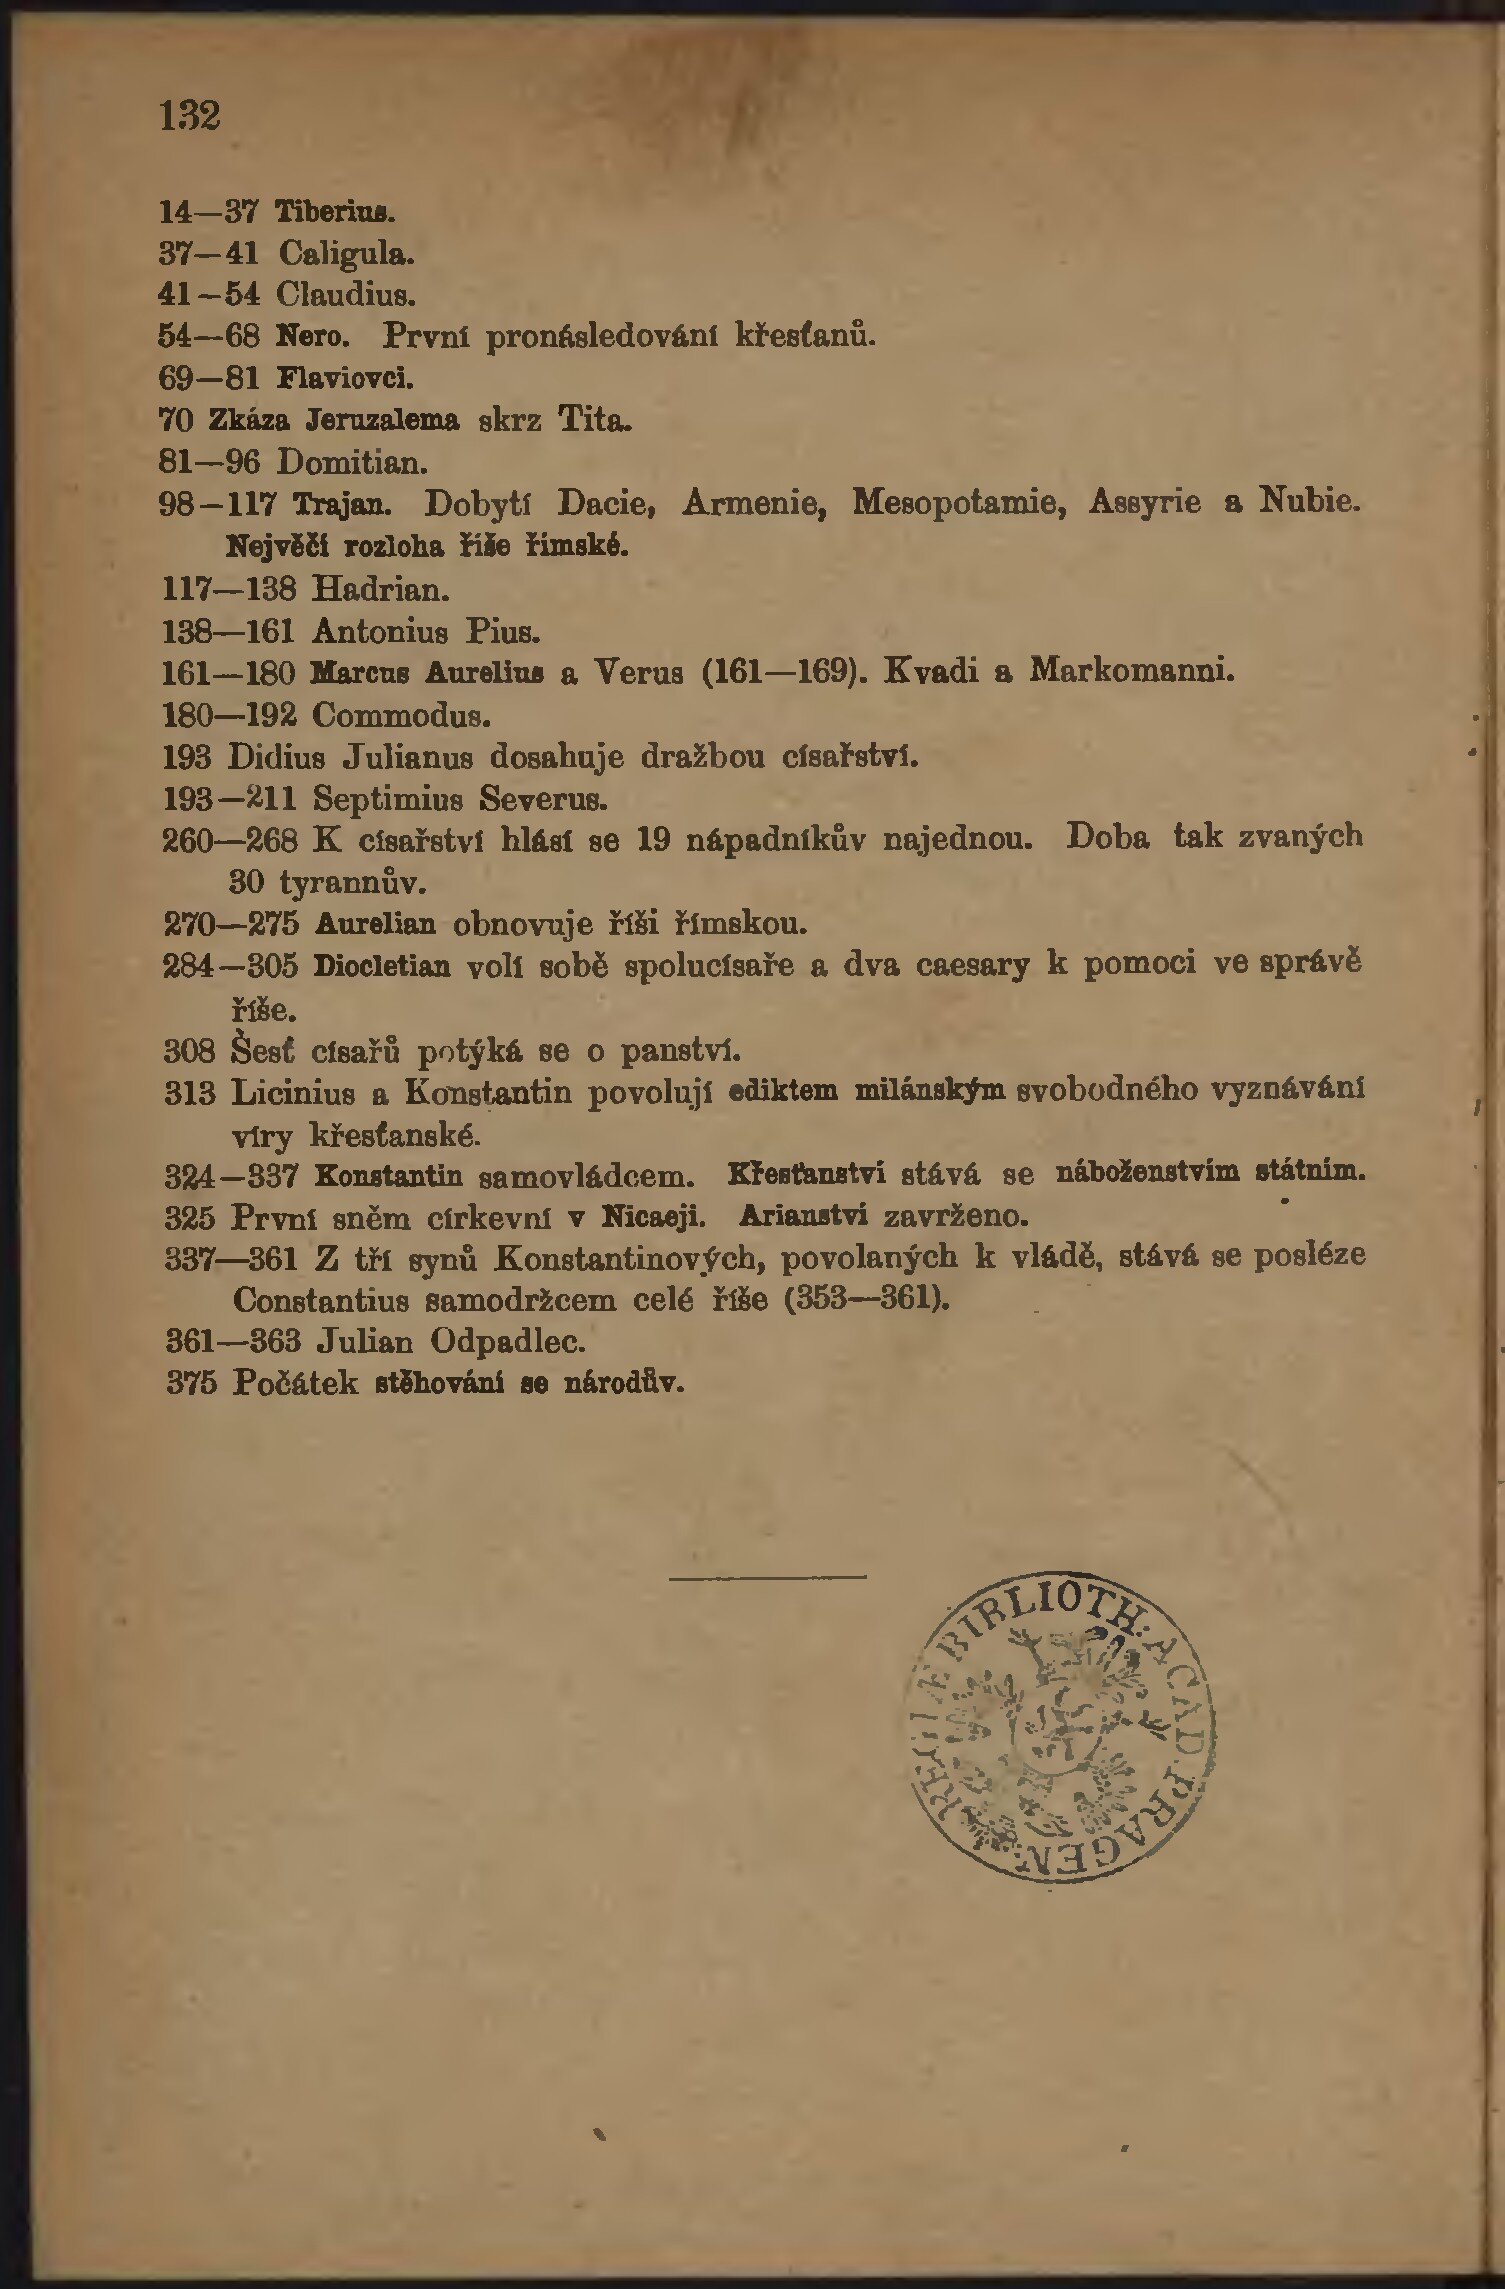 132
14—37 Tiberius.
37—41 Caligula.
41—54 Claudius.
54—68 Nero. První pronásledování křesťanů.
69—81 Flaviovci.
70 Zkáza Jeruzalema skrz Tita.
81—96 Domitian.
98—117 Trajan. Dobytí Dacie, Armenie, Mesopotamie, Assyrie a Nubie.
Největší rozloha říše římské.
117—138 Hadrian.
138—161 Antonius Pius.
161—180 Marcus Aurelius a Verus (161—169). Kvadi a Markomanni.
180—192 Commodus.
193 Didius Julianus dosahuje dražbou císařství.
193—211 Septimius Severus.
260—268 K císařství hlásí se 19 nápadníkův najednou. Doba tak zvaných
30 tyrannův.
270—275 Aurelian obnovuje říši římskou.
284—305 Diocletian volí sobě spolucísaře a dva caesary k pomoci ve správě
říše.
308 Šesť císařů potýká se o panství.
313 Licinius a Konstantin povolují ediktem milánským svobodného vyznávání
víry křesťanské.
324—337 Konstantin samovládcem. Křesťanství stává se náboženstvím státním.
325 První sněm církevní v Nicaeji. Arianství zavrženo.
337—361 Z tří synů Konstantinových, povolaných k vládě, stává se posléze
Constantius samodržcem celé říše (353—361).
361—363 Julian Odpadlec.
375 Počátek stěhování se národův.
REGIÆ BIBLIOTH: ACAD. PRAGEN: